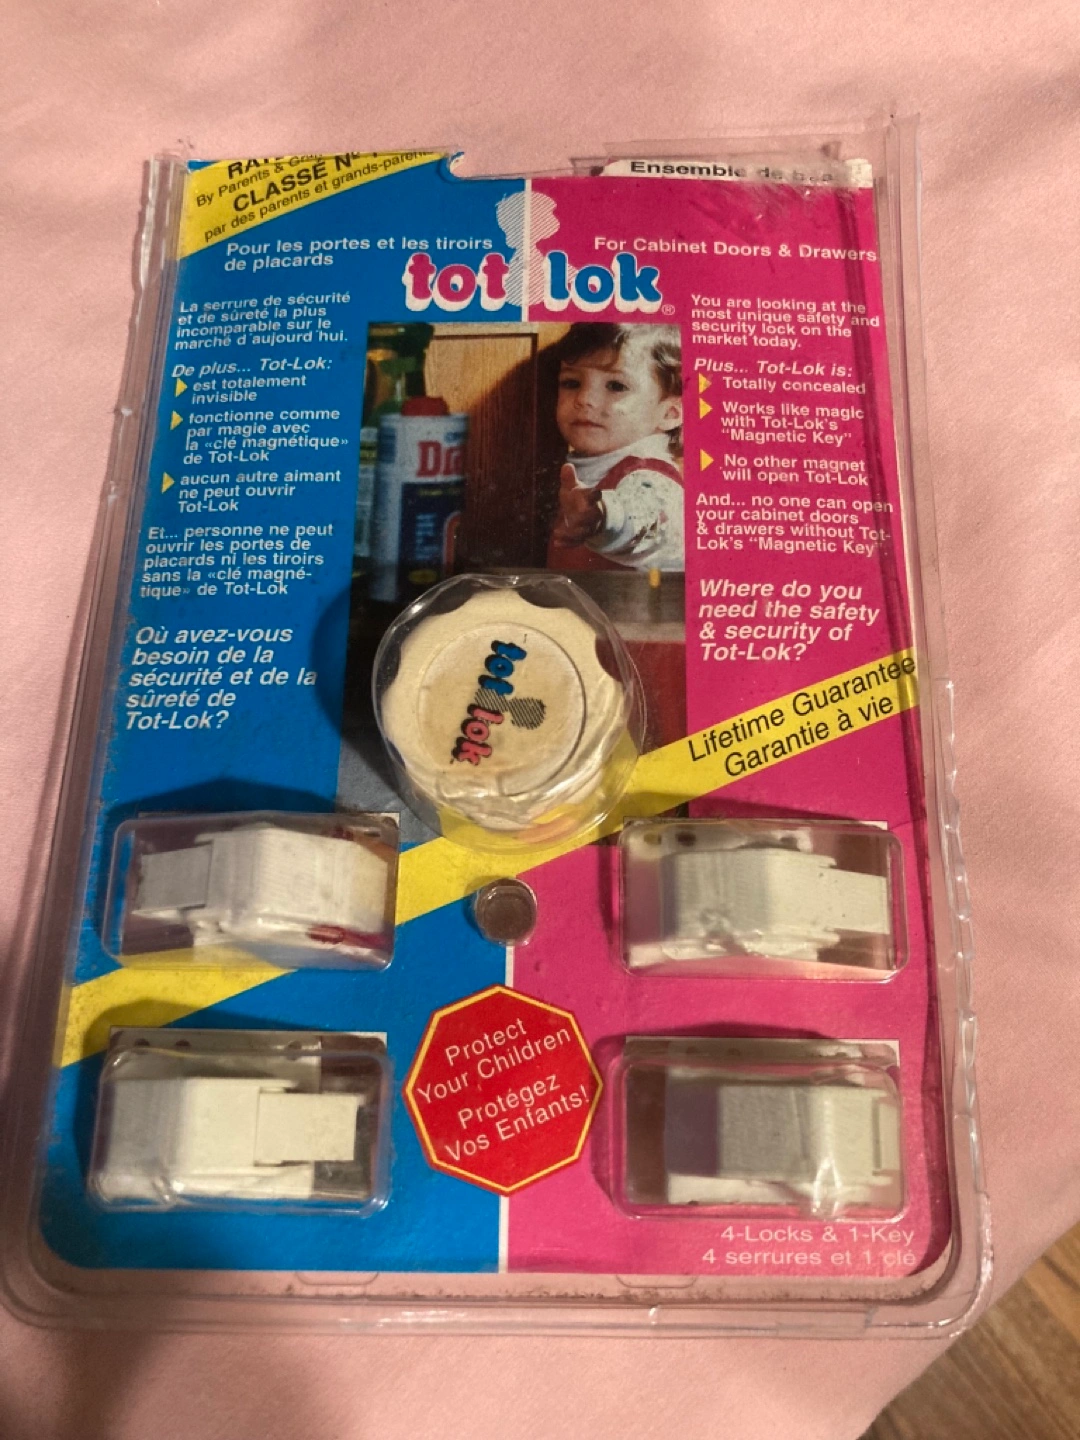 By Parents &
CLASSÉ
par des parents et grands-parents
Ensemble de
Pour les portes et les tiroirs
de placards
For Cabinet Doors & Drawers
tot lok®
La serrure de sécurité
et de sûreté la plus
incomparable sur le
marché d'aujourd'hui.
De plus... Tot-Lok:
est totalement
invisible
fonctionne comme
par magie avec
la «clé magnétique»
de Tot-Lok
aucun autre aimant
ne peut ouvrir
Tot-Lok
Et... personne ne peut
ouvrir les portes de
placards ni les tiroirs
sans la «clé magné-
tique» de Tot-Lok
Où avez-vous
besoin de la
sécurité et de la
sûreté de
Tot-Lok?
You are looking at the
most unique safety and
security lok on the
market today.
Plus... Tot-Lok is:
Totally concealed
Works like magic
with Tot-Lok's
"Magnetic Key"
No other magnet
will open Tot-Lok
And... no one can open
your cabinet doors
& drawers without Tot-
Lok's "Magnetic Key".
Where do you
need the safety
& security of
Tot-Lok?
tot lok
Lifetime Guarantee
Garantie à vie
Protect
Your Children
Protégez
Vos Enfants!
4-Locks & 1-Key
4 serrures et 1 clé